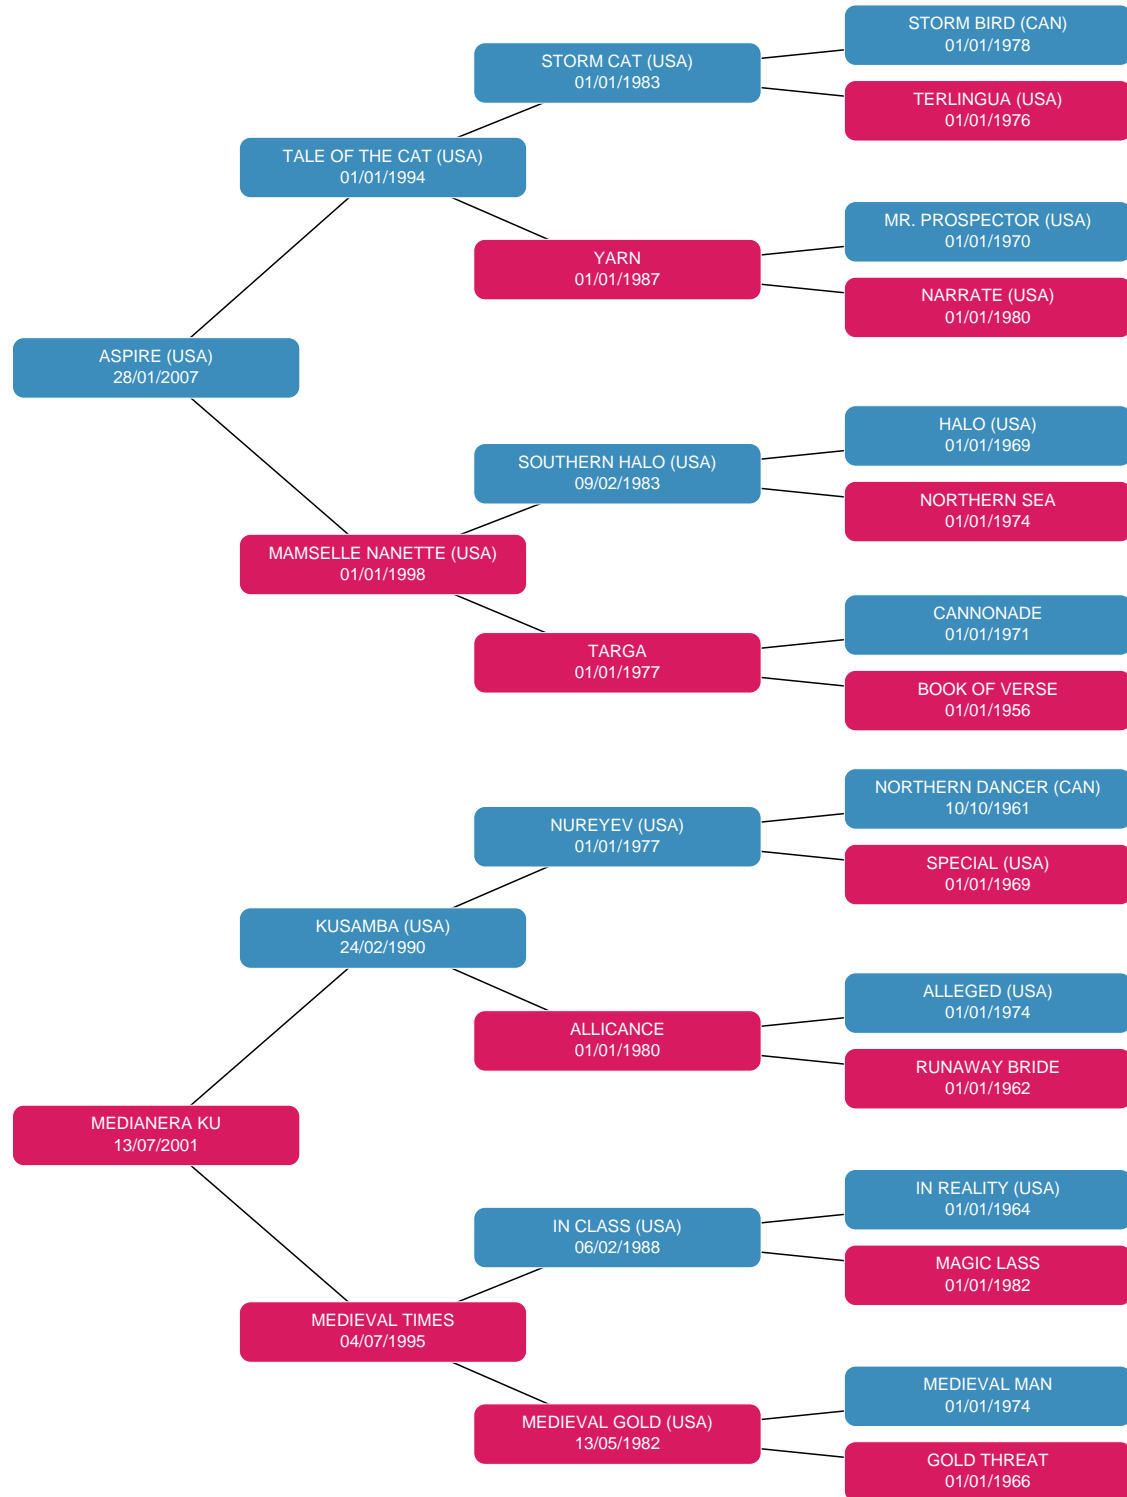 STORM BIRD (CAN)
01/01/1978
STORM CAT (USA)
01/01/1983
TERLINGUA (USA)
01/01/1976
TALE OF THE CAT (USA)
01/01/1994
MR. PROSPECTOR (USA)
01/01/1970
YARN
01/01/1987
NARRATE (USA)
01/01/1980
ASPIRE (USA)
28/01/2007
HALO (USA)
01/01/1969
SOUTHERN HALO (USA)
09/02/1983
NORTHERN SEA
01/01/1974
MAMSELLE NANETTE (USA)
01/01/1998
CANNONADE
01/01/1971
TARGA
01/01/1977
BOOK OF VERSE
01/01/1956
NORTHERN DANCER (CAN)
10/10/1961
NUREYEV (USA)
01/01/1977
SPECIAL (USA)
01/01/1969
KUSAMBA (USA)
24/02/1990
ALLEGED (USA)
01/01/1974
ALLICANCE
01/01/1980
RUNAWAY BRIDE
01/01/1962
MEDIANERA KU
13/07/2001
IN REALITY (USA)
01/01/1964
IN CLASS (USA)
06/02/1988
MAGIC LASS
01/01/1982
MEDIEVAL TIMES
04/07/1995
MEDIEVAL MAN
01/01/1974
MEDIEVAL GOLD (USA)
13/05/1982
GOLD THREAT
01/01/1966